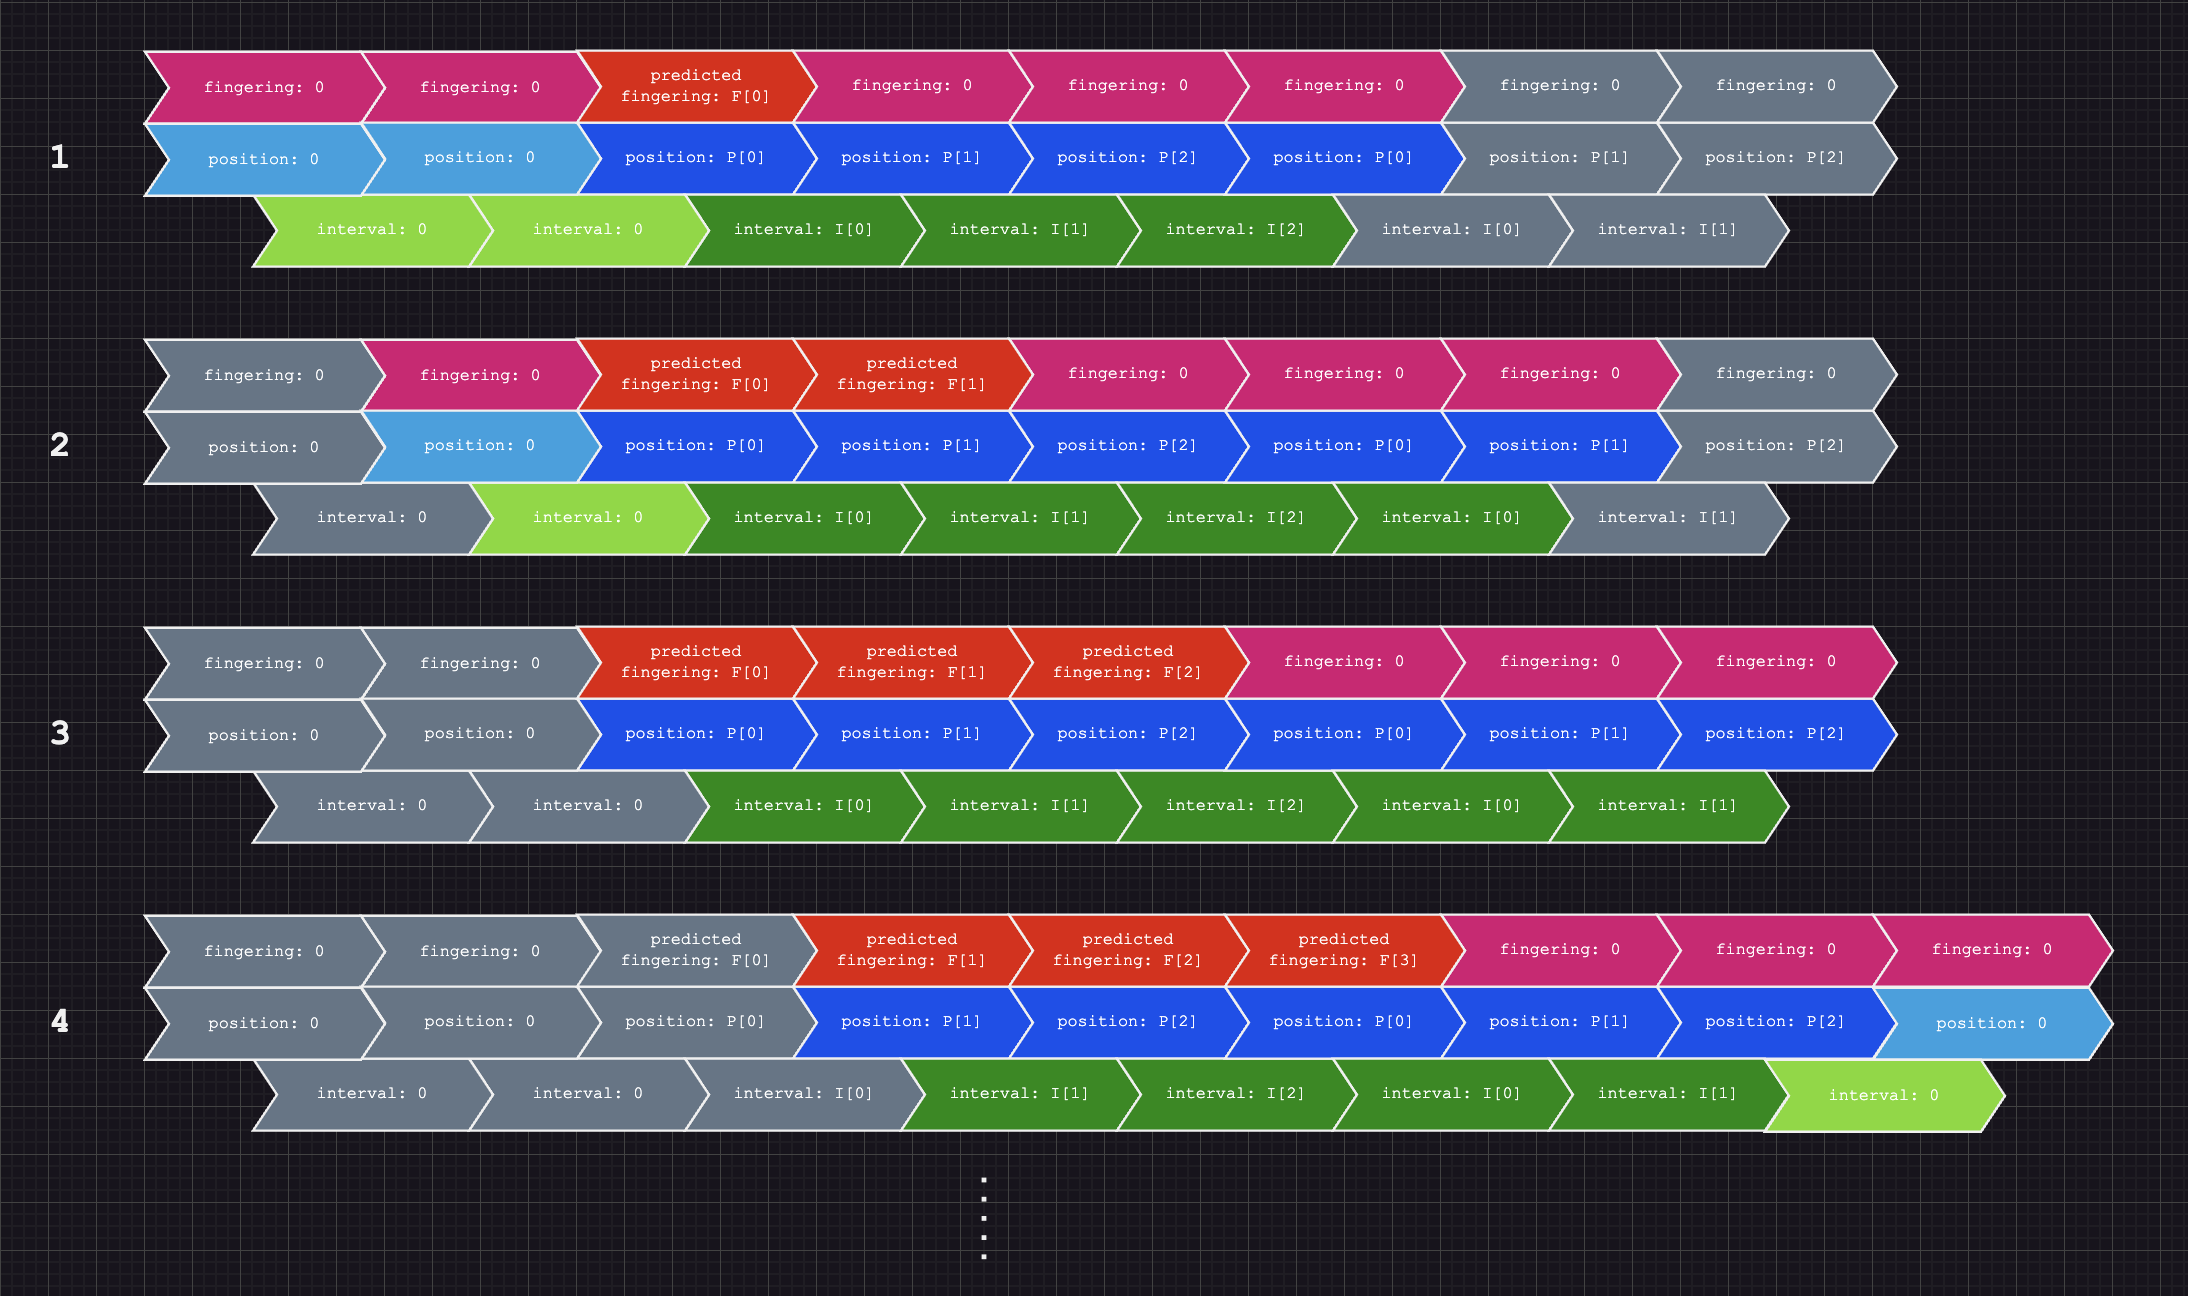 fingering: 0 fingering: 0 predicted fingering: 0 fingering: 0 fingering: 0 fingering: 0 fingering: 0
fingering: F[0]
1 position: 0 position: 0 position: P[0] position: P[1] position: P[2] position: P[0] position: P[1] position: P[2]
interval: 0 interval: 0 interval: I[0] interval: I[1] interval: I[2] interval: I[0] interval: I[1]
fingering: 0 fingering: 0 predicted predicted fingering: 0 fingering: 0 fingering: 0 fingering: 0
fingering: F[0] fingering: F[1]
2 position: 0 position: 0 position: P[0] position: P[1] position: P[2] position: P[0] position: P[1] position: P[2]
interval: 0 interval: 0 interval: I[0] interval: I[1] interval: I[2] interval: I[0] interval: I[1]
fingering: 0 fingering: 0 predicted predicted predicted fingering: 0 fingering: 0 fingering: 0
fingering: F[0] fingering: F[1] fingering: F[2]
3 position: 0 position: 0 position: P[0] position: P[1] position: P[2] position: P[0] position: P[1] position: P[2]
interval: 0 interval: 0 interval: I[0] interval: I[1] interval: I[2] interval: I[0] interval: I[1]
fingering: 0 fingering: 0 predicted predicted predicted predicted fingering: 0 fingering: 0 fingering: 0
fingering: F[0] fingering: F[1] fingering: F[2] fingering: F[3]
4 position: 0 position: 0 position: P[0] position: P[1] position: P[2] position: P[0] position: P[1] position: P[2] position: 0
interval: 0 interval: 0 interval: I[0] interval: I[1] interval: I[2] interval: I[0] interval: I[1] interval: 0